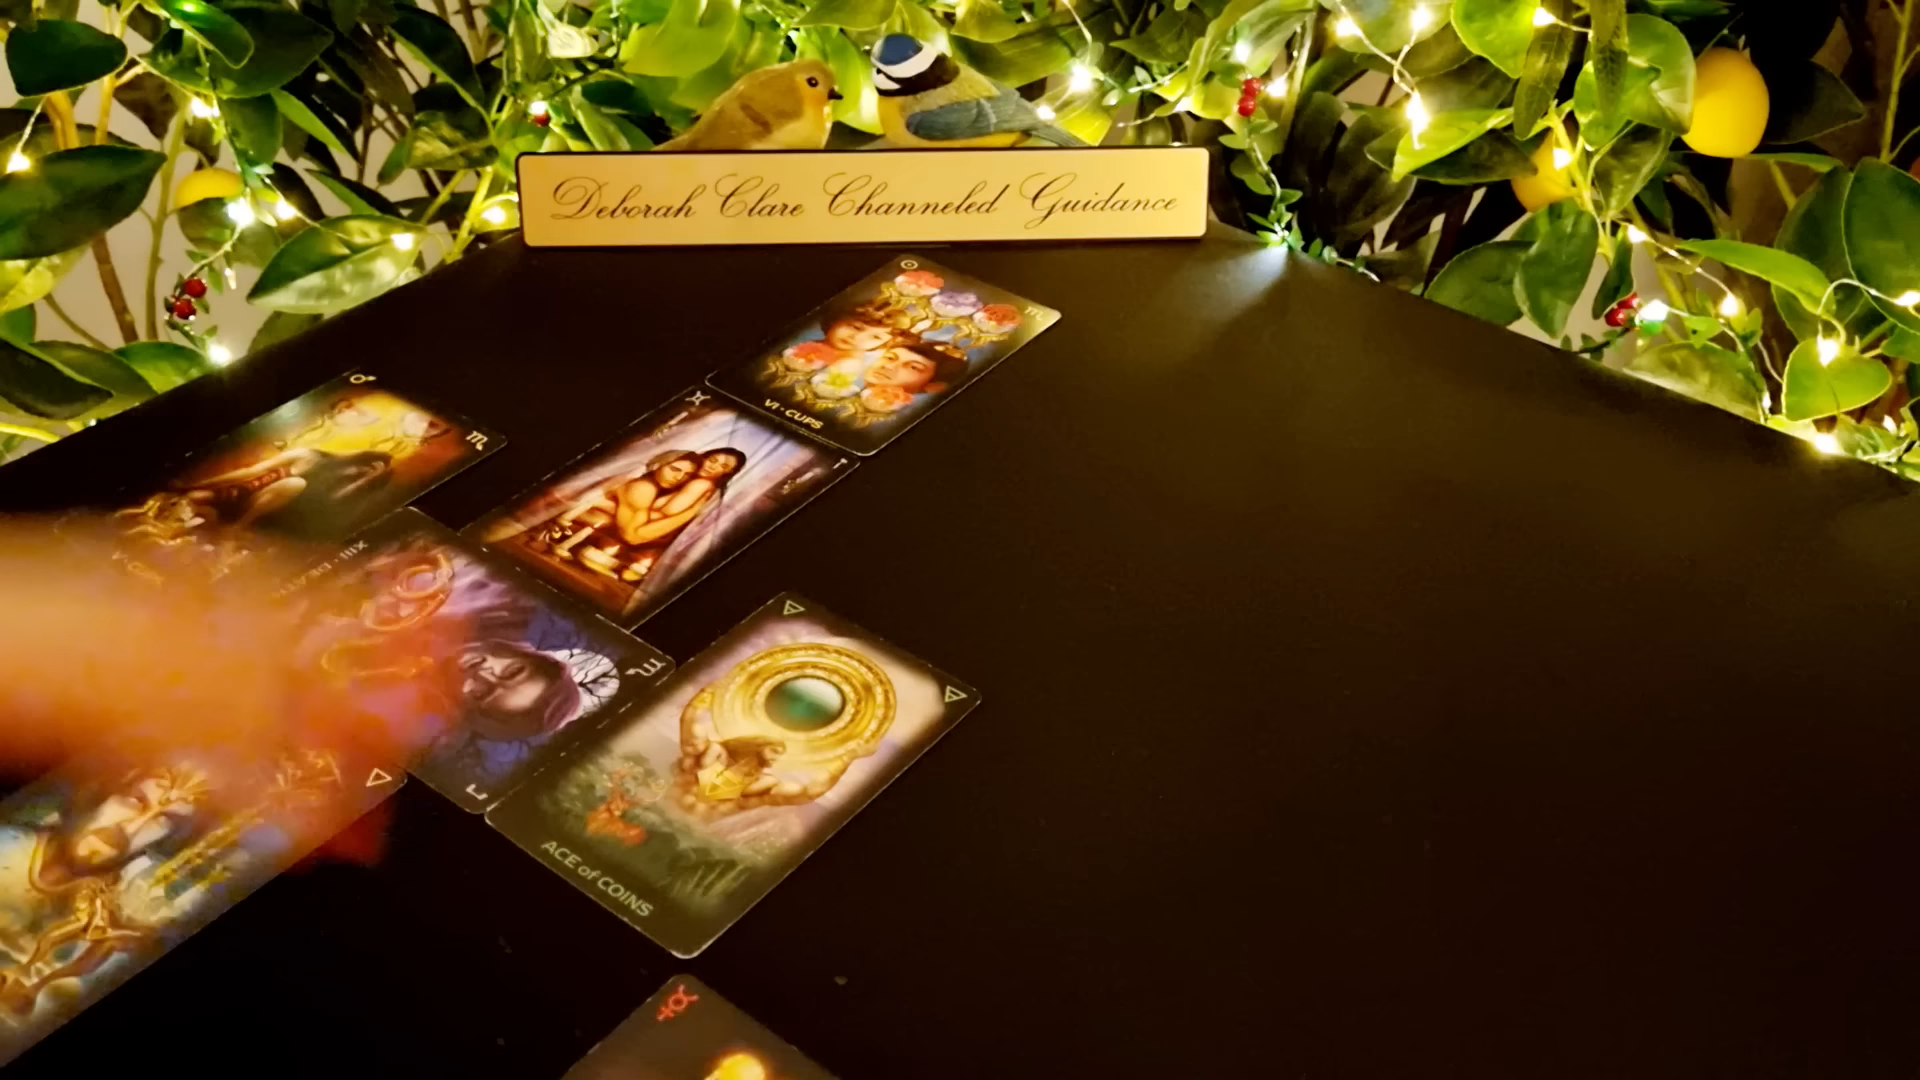 Deborah Clare Channeled Guidance
VI · CUPS
XIII · DEATH
ACE of COINS